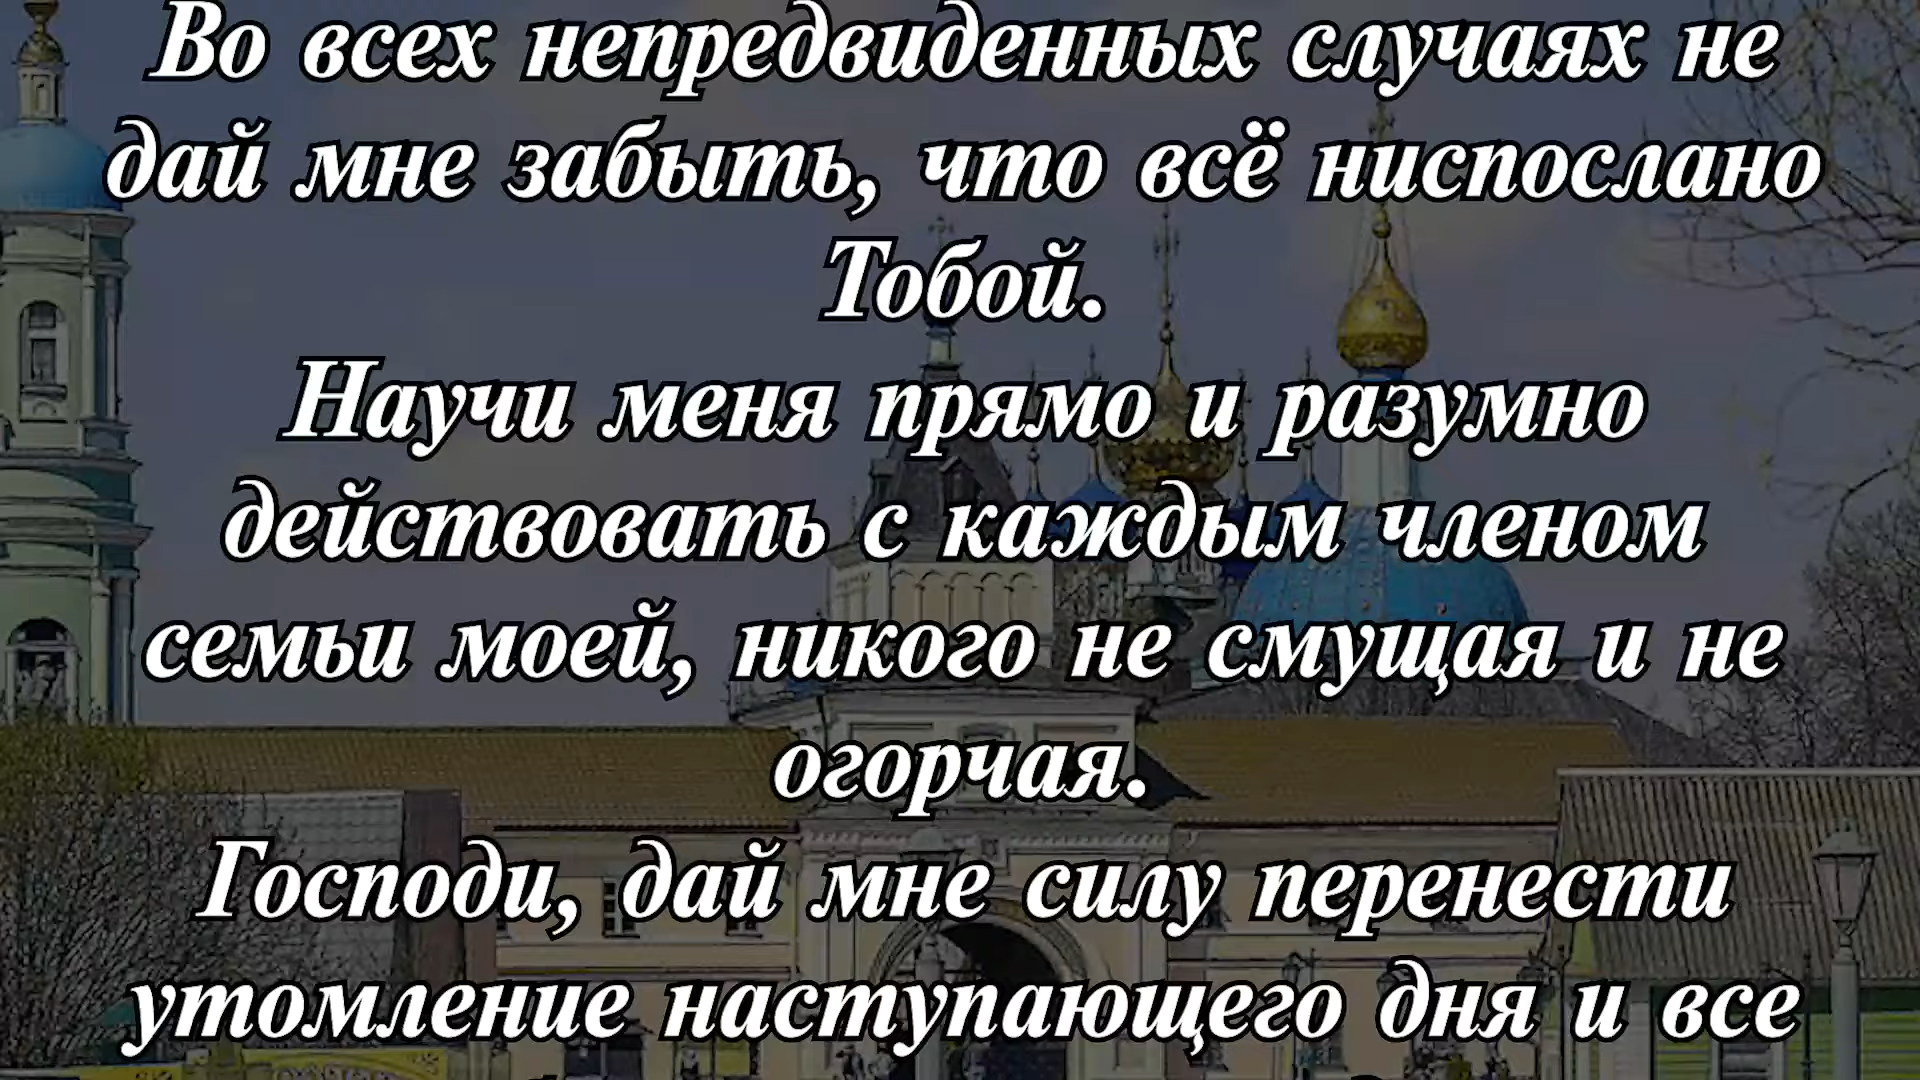 Во всех непредвиденных случаях не
дай мне забыть, что всё ниспослано
Тобой.
Научи меня прямо и разумно
действовать с каждым членом
семьи моей, никого не смущая и не
огорчая.
Господи, дай мне силу перенести
утомление наступающего дня и все